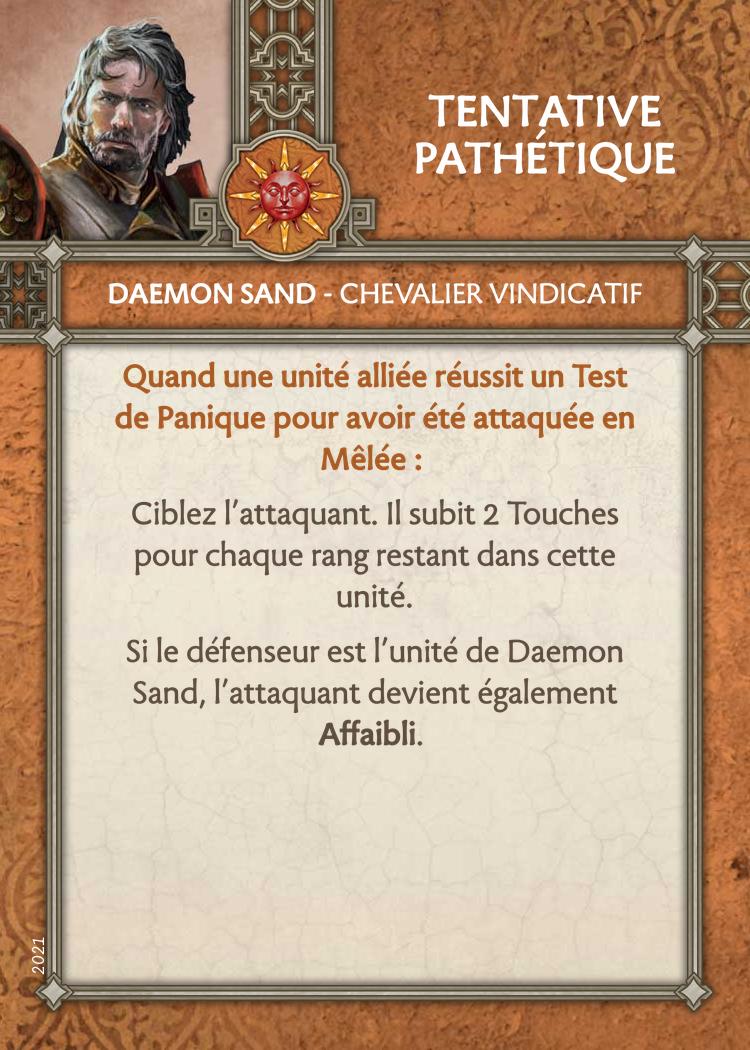 TENTATIVE
PATHÉTIQUE
DAEMON SAND - CHEVALIER VINDICATIF
Quand une unité alliée réussit un Test
de Panique pour avoir été attaquée en
Mêlée :
Ciblez l'attaquant. Il subit 2 Touches
pour chaque rang restant dans cette
unité.
Si le défenseur est l'unité de Daemon
Sand, l'attaquant devient également
Affaibli.
2021